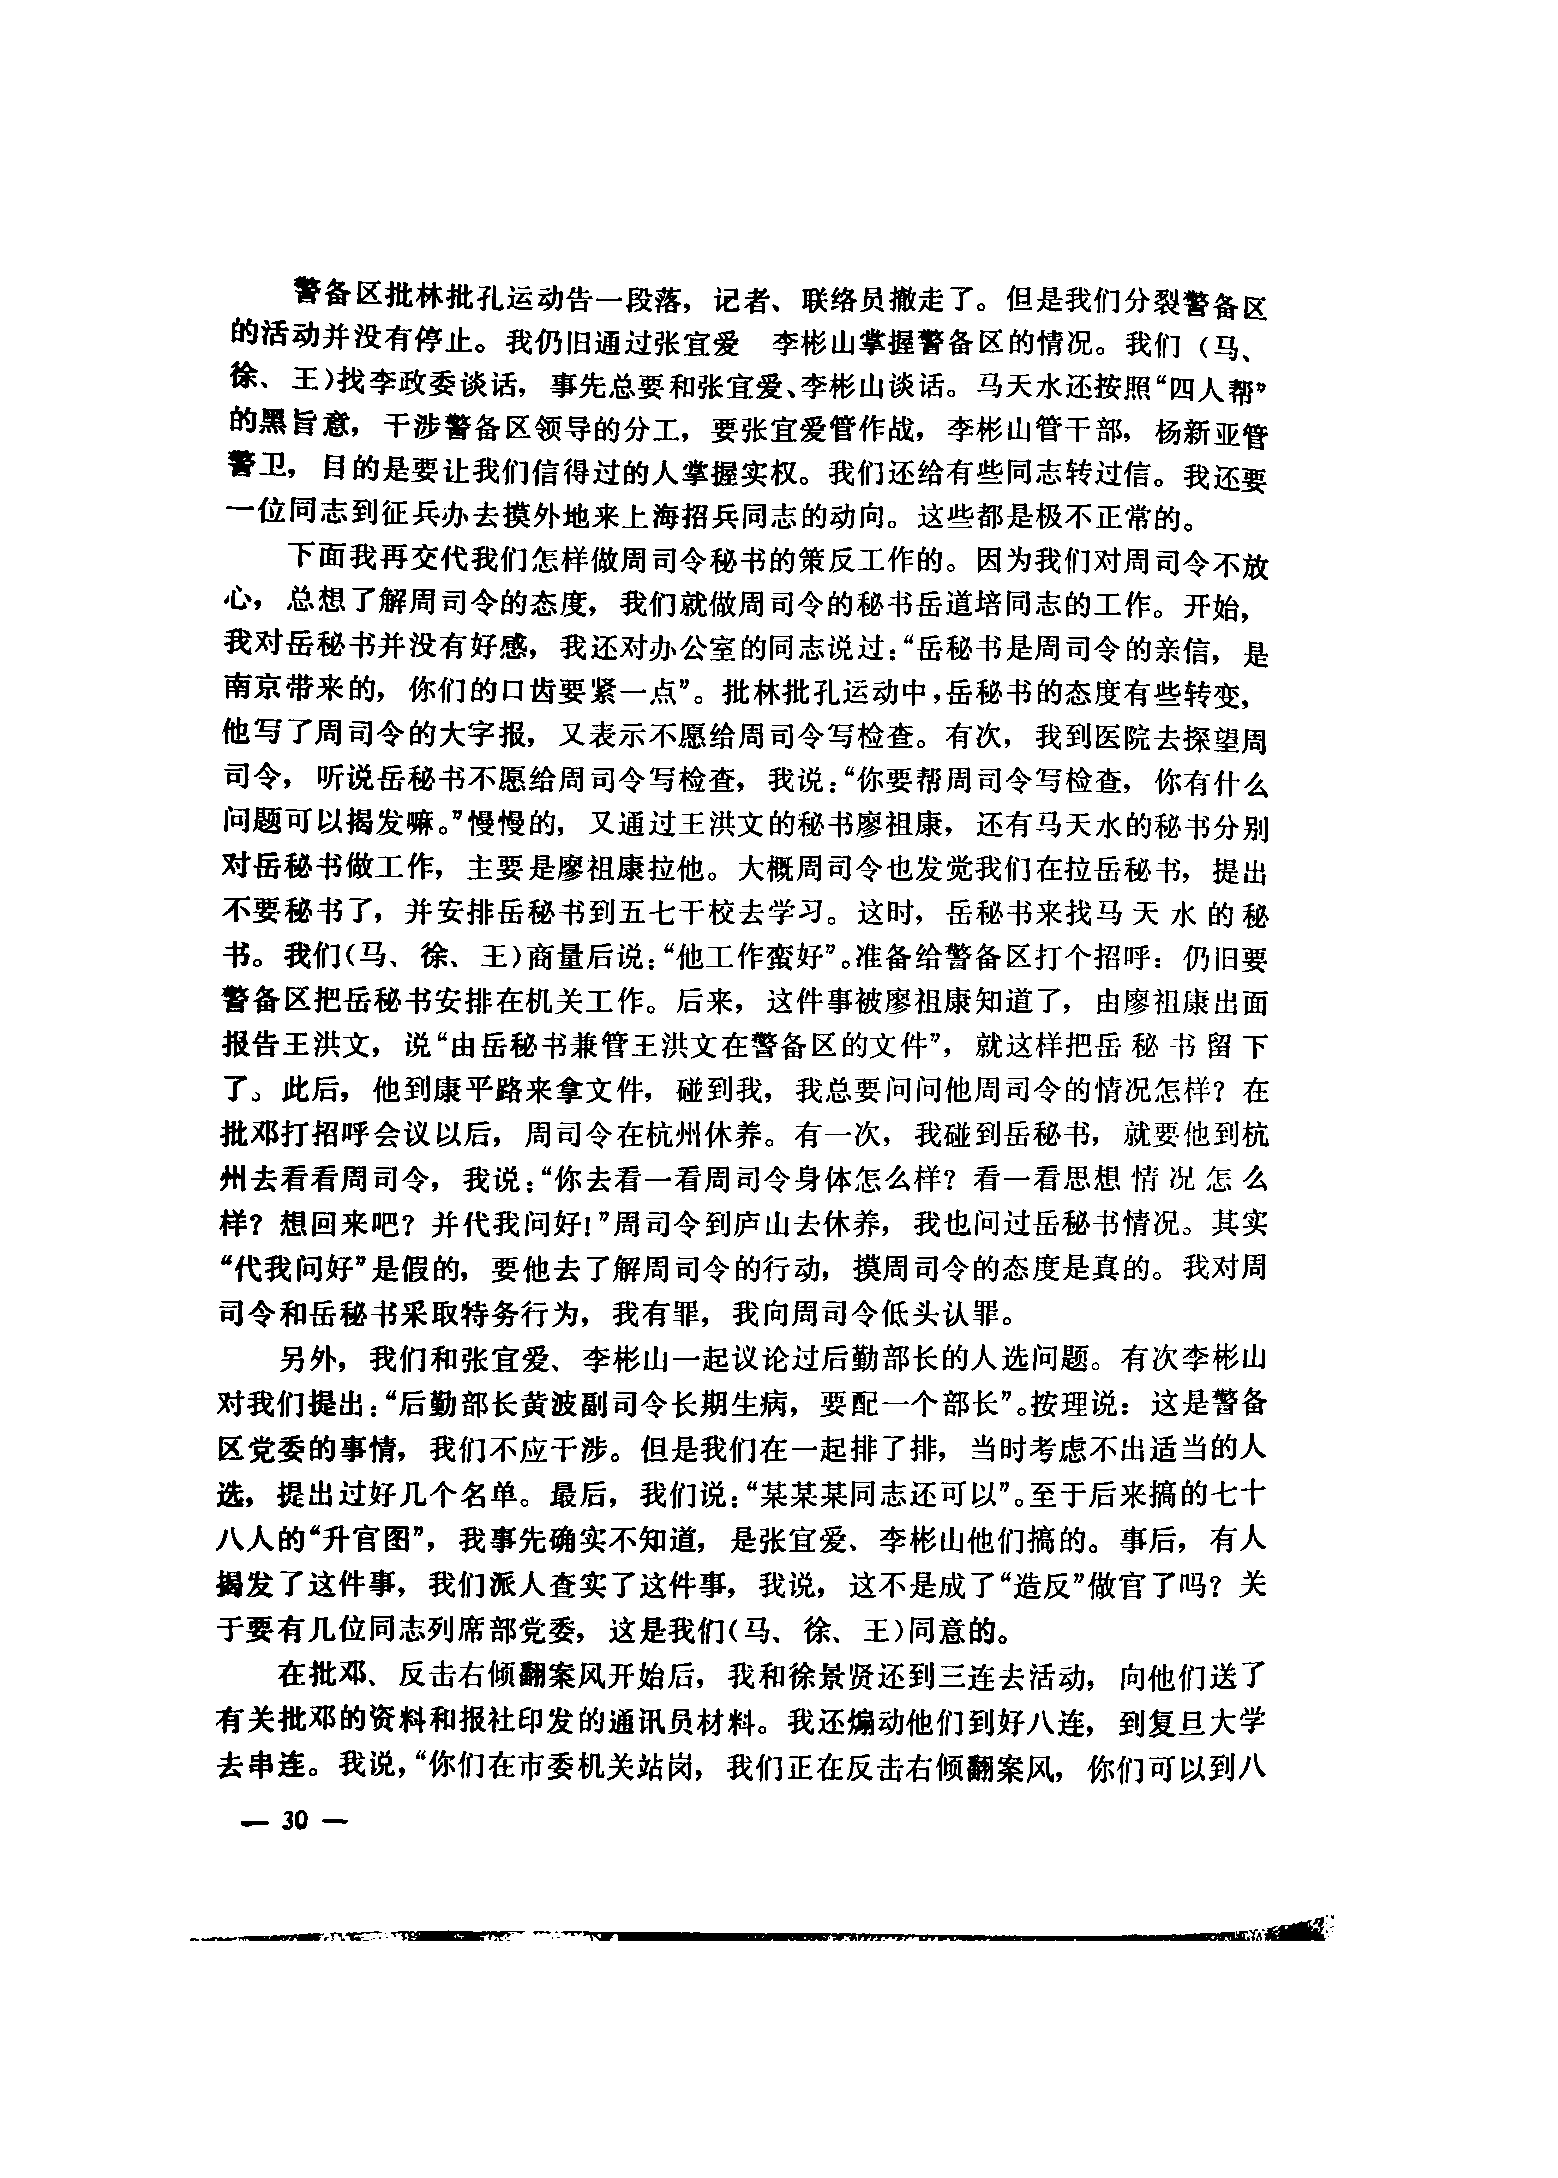 警备区批林批孔运动告一段落，记者、联络员撤走了。但是我们分裂警备区
的活动并没有停止。我仍旧通过张宜爱　李彬山掌握警备区的情况。我们（马、
徐、王）找李政委谈话，事先总要和张宜爱、李彬山谈话。马天水还按照“四人帮”
的黑旨意，干涉警备区领导的分工，要张宜爱管作战，李彬山管干部，杨新亚管
警卫，目的是要让我们信得过的人掌握实权。我们还给有些同志转过信。我还要
一位同志到征兵办去摸外地来上海招兵同志的动向。这些都是极不正常的。
下面我再交代我们怎样做周司令秘书的策反工作的。因为我们对周司令不放
心，总想了解周司令的态度，我们就做周司令的秘书岳道培同志的工作。开始，
我对岳秘书并没有好感，我还对办公室的同志说过：“岳秘书是周司令的亲信，是
南京带来的，你们的口齿要紧一点”。批林批孔运动中，岳秘书的态度有些转变，
他写了周司令的大字报，又表示不愿给周司令写检查。有次，我到医院去探望周
司令，听说岳秘书不愿给周司令写检查，我说：“你要帮周司令写检查，你有什么
问题可以揭发嘛。”慢慢的，又通过王洪文的秘书廖祖康，还有马天水的秘书分别
对岳秘书做工作，主要是廖祖康拉他。大概周司令也发觉我们在拉岳秘书，提出
不要秘书了，并安排岳秘书到五七干校去学习。这时，岳秘书来找马天水的秘
书。我们（马、徐、王）商量后说：“他工作蛮好”。准备给警备区打个招呼：仍旧要
警备区把岳秘书安排在机关工作。后来，这件事被廖祖康知道了，由廖祖康出面
报告王洪文，说“由岳秘书兼管王洪文在警备区的文件”，就这样把岳秘书留下
了。此后，他到康平路来拿文件，碰到我，我总要问问他周司令的情况怎样？在
批邓打招呼会议以后，周司令在杭州休养。有一次，我碰到岳秘书，就要他到杭
州去看看周司令，我说：“你去看一看周司令身体怎么样？看一看思想情况怎么
样？想回来吧？并代我问好！”周司令到庐山去休养，我也问过岳秘书情况。其实
“代我问好”是假的，要他去了解周司令的行动，摸周司令的态度是真的。我对周
司令和岳秘书采取特务行为，我有罪，我向周司令低头认罪。
另外，我们和张宜爱、李彬山一起议论过后勤部长的人选问题。有次李彬山
对我们提出：“后勤部长黄波副司令长期生病，要配一个部长”。按理说：这是警备
区党委的事情，我们不应干涉。但是我们在一起排了排，当时考虑不出适当的人
选，提出过好几个名单。最后，我们说：“某某某同志还可以”。至于后来搞的七十
八人的“升官图”，我事先确实不知道，是张宜爱、李彬山他们搞的。事后，有人
揭发了这件事，我们派人查实了这件事，我说，这不是成了“造反”做官了吗？关
于要有几位同志列席部党委，这是我们（马、徐、王）同意的。
在批邓、反击右倾翻案风开始后，我和徐景贤还到三连去活动，向他们送了
有关批邓的资料和报社印发的通讯员材料。我还煽动他们到好八连，到复旦大学
去串连。我说，“你们在市委机关站岗，我们正在反击右倾翻案风，你们可以到八
— 30 —